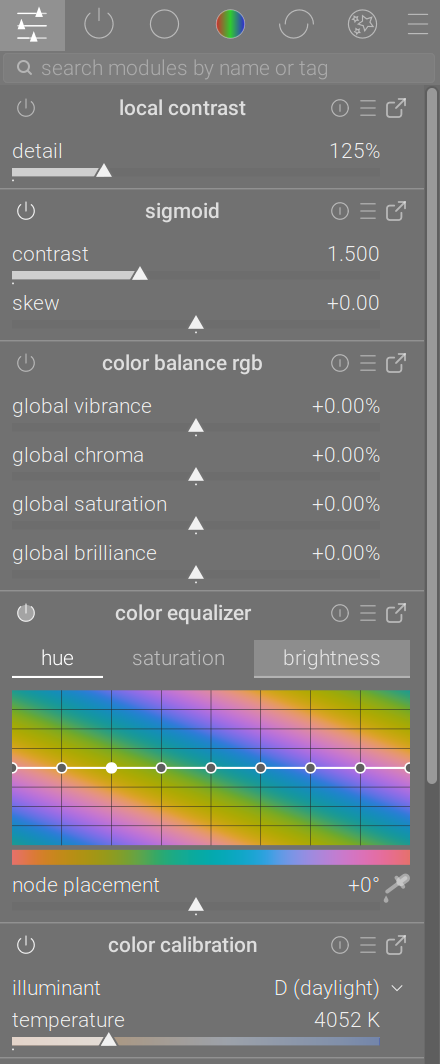 search modules by name or tag
local contrast
detail 125%
sigmoid
contrast 1.500
skew +0.00
color balance rgb
global vibrance +0.00%
global chroma +0.00%
global saturation +0.00%
global brilliance +0.00%
color equalizer
hue saturation brightness
node placement +0°
color calibration
illuminant D (daylight)
temperature 4052 K